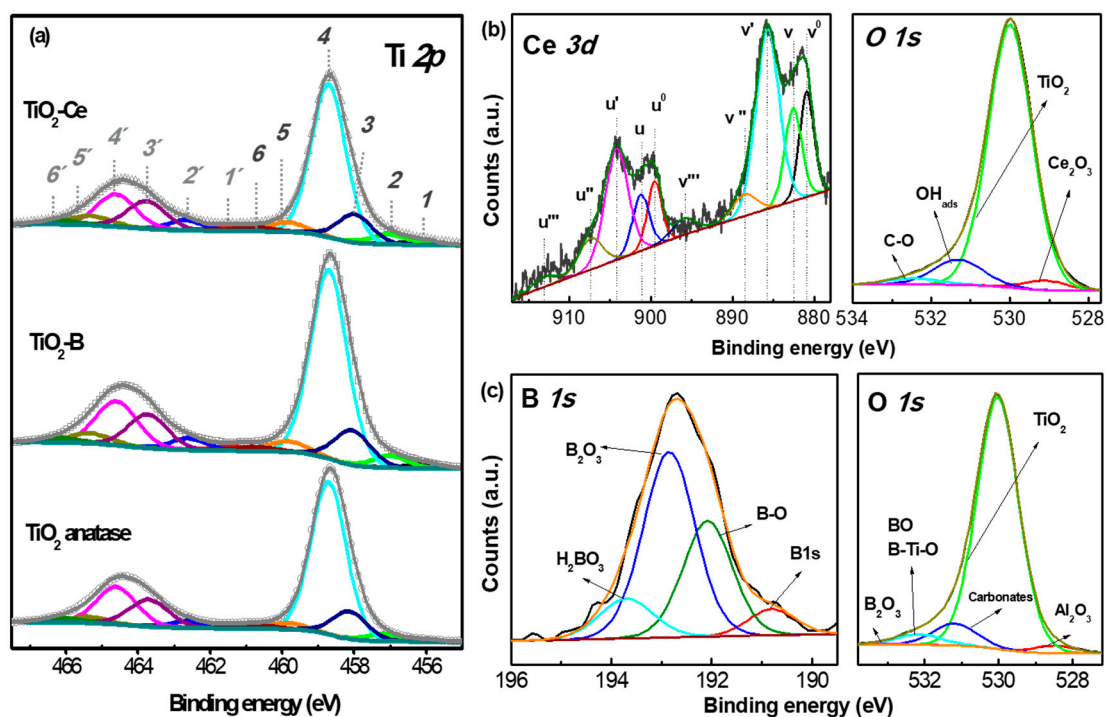 (a)
Ti 2p
TiO2-Ce
6´ 5´ 4´ 3´ 2´ 1´ 6 5 4 3 2 1
TiO2-B
TiO2 anatase
466 464 462 460 458 456
Binding energy (eV)
(b)
Ce 3d
Counts (a.u.)
u''' u'' u' u u0 v''' v'' v' v v0
910 900 890 880
O 1s
TiO2
Ce2O3
OHads
C-O
534 532 530 528
Binding energy (eV)
(c)
B 1s
Counts (a.u.)
B2O3
B-O
H2BO3
B1s
196 194 192 190
O 1s
TiO2
BO
B-Ti-O
B2O3
Carbonates
Al2O3
532 530 528
Binding energy (eV)